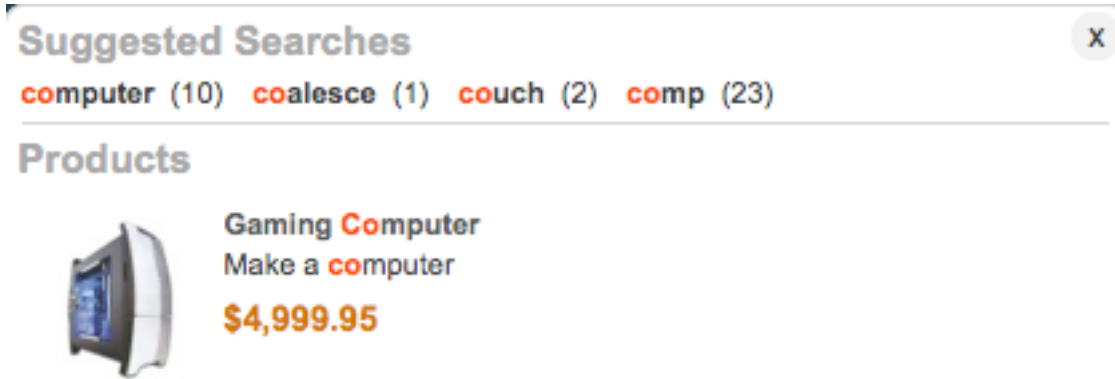 Suggested Searches
X
computer (10) coalesce (1) couch (2) comp (23)
Products
Gaming Computer
Make a computer
$4,999.95